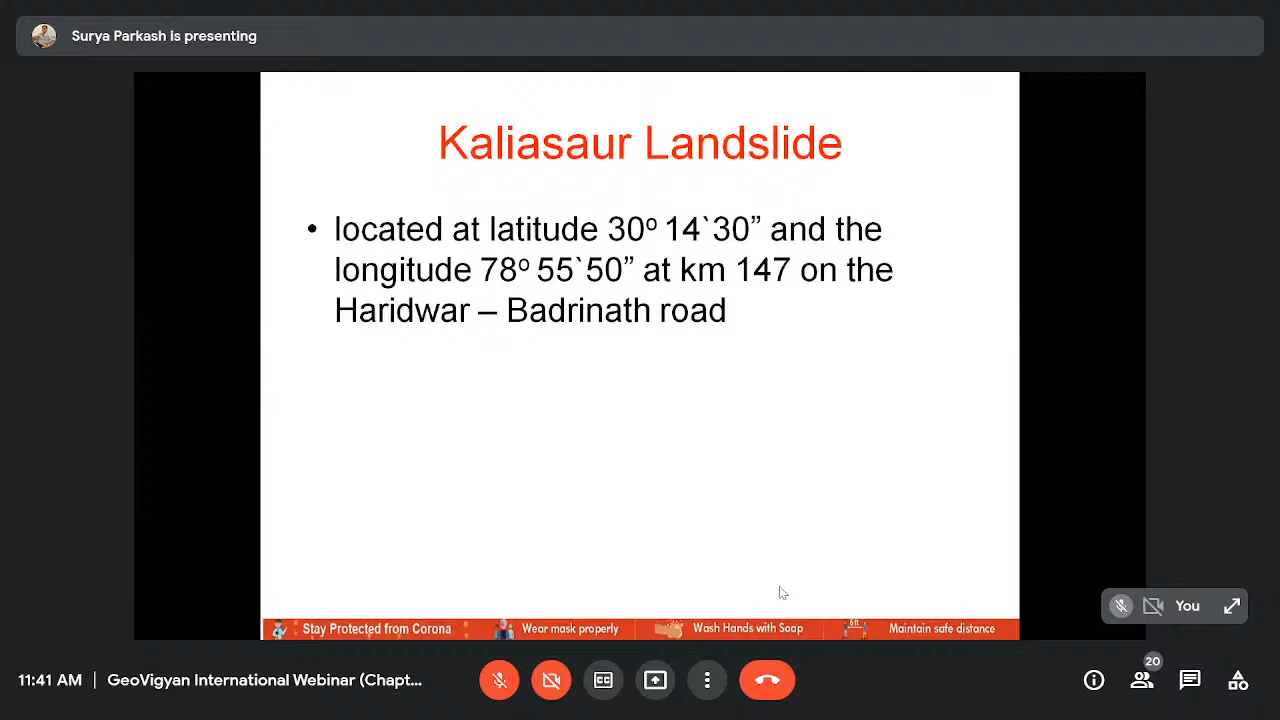 Surya Parkash is presenting
Kaliasaur Landslide
• located at latitude 30º 14`30” and the
longitude 78º 55`50” at km 147 on the
Haridwar – Badrinath road
You
Stay Protected from Corona
Wear mask properly
Wash Hands with Soap
6ft
Maintain safe distance
11:41 AM | GeoVigyan International Webinar (Chapt...
CC
20